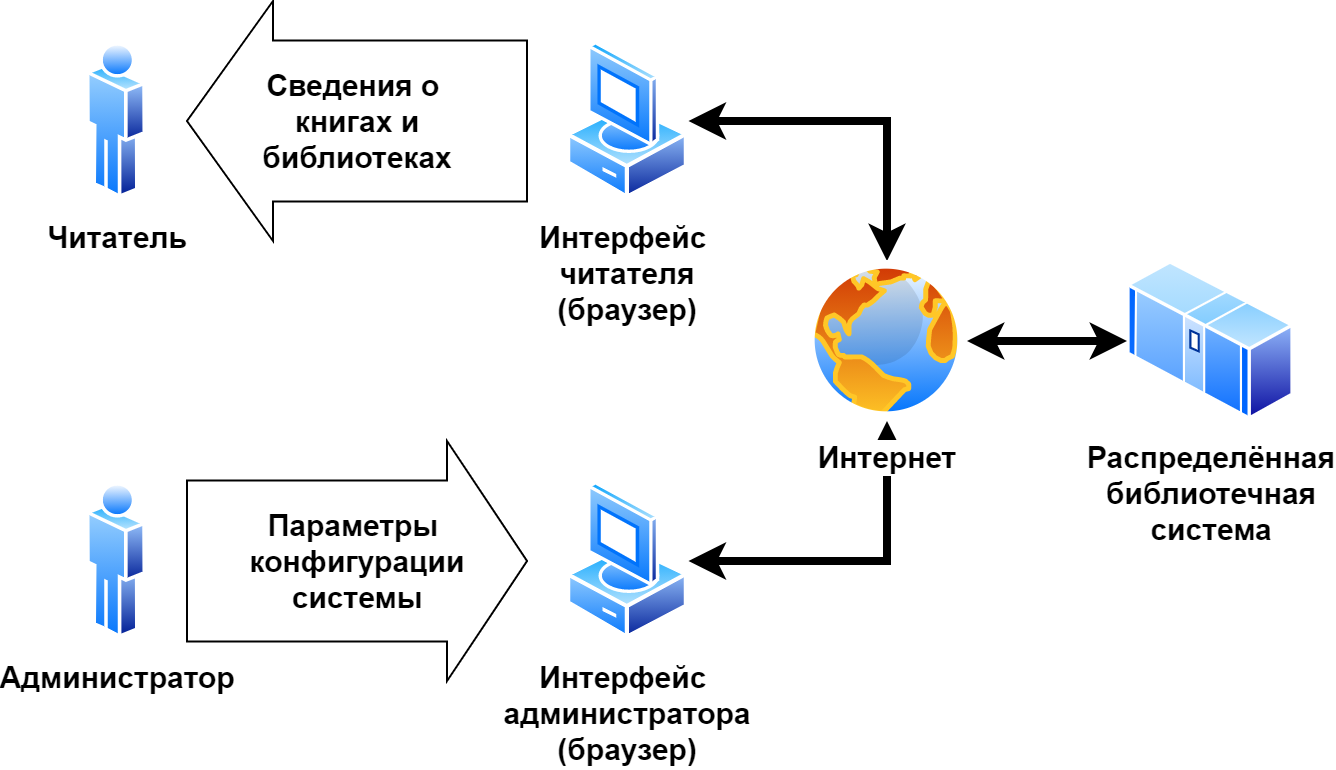 Сведения о
книгах и
библиотеках
Читатель
Интерфейс
читателя
(браузер)
Интернет
Распределённая
библиотечная
система
Параметры
конфигурации
системы
Администратор
Интерфейс
администратора
(браузер)